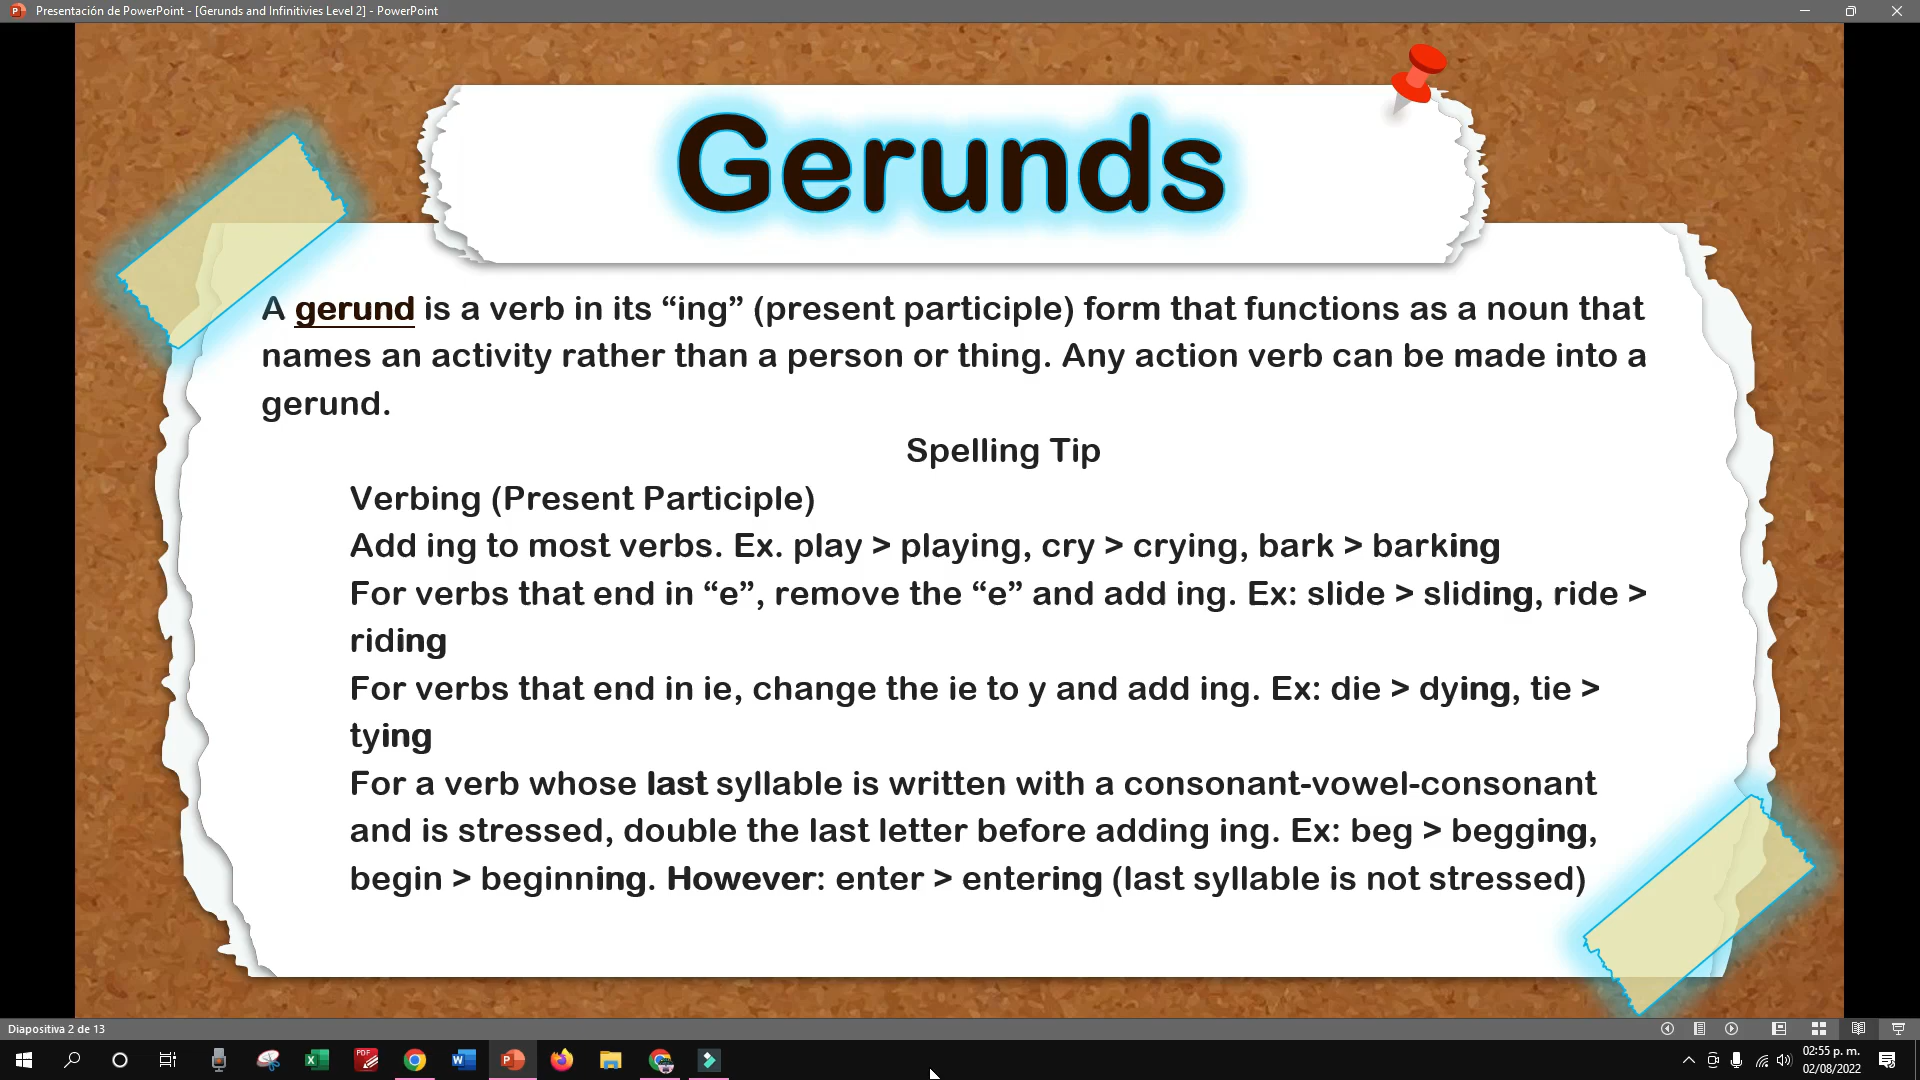 Presentación de PowerPoint - [Gerunds and Infinitivies Level 2] - PowerPoint
Gerunds
A gerund is a verb in its “ing” (present participle) form that functions as a noun that
names an activity rather than a person or thing. Any action verb can be made into a
gerund.
Spelling Tip
Verbing (Present Participle)
Add ing to most verbs. Ex. play > playing, cry > crying, bark > barking
For verbs that end in “e”, remove the “e” and add ing. Ex: slide > sliding, ride >
riding
For verbs that end in ie, change the ie to y and add ing. Ex: die > dying, tie >
tying
For a verb whose last syllable is written with a consonant-vowel-consonant
and is stressed, double the last letter before adding ing. Ex: beg > begging,
begin > beginning. However: enter > entering (last syllable is not stressed)
Diapositiva 2 de 13
PDF
02:55 p. m.
02/08/2022